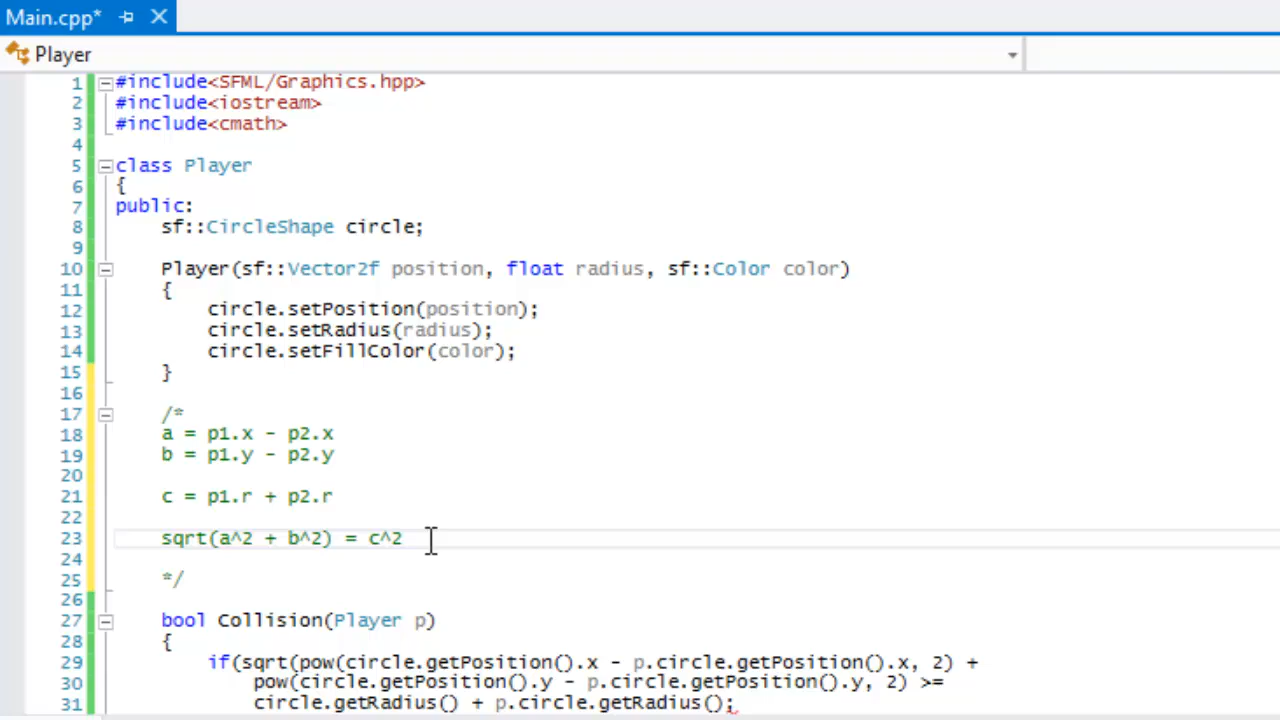 Main.cpp*
Player
1 #include<SFML/Graphics.hpp>
2 #include<iostream>
3 #include<cmath>
4
5 class Player
6 {
7 public:
8 sf::CircleShape circle;
9
10 Player(sf::Vector2f position, float radius, sf::Color color)
11 {
12 circle.setPosition(position);
13 circle.setRadius(radius);
14 circle.setFillColor(color);
15 }
16
17 /*
18 a = p1.x - p2.x
19 b = p1.y - p2.y
20
21 c = p1.r + p2.r
22
23 sqrt(a^2 + b^2) = c^2
24
25 */
26
27 bool Collision(Player p)
28 {
29 if(sqrt(pow(circle.getPosition().x - p.circle.getPosition().x, 2) +
30 pow(circle.getPosition().y - p.circle.getPosition().y, 2) >=
31 circle.getRadius() + p.circle.getRadius();